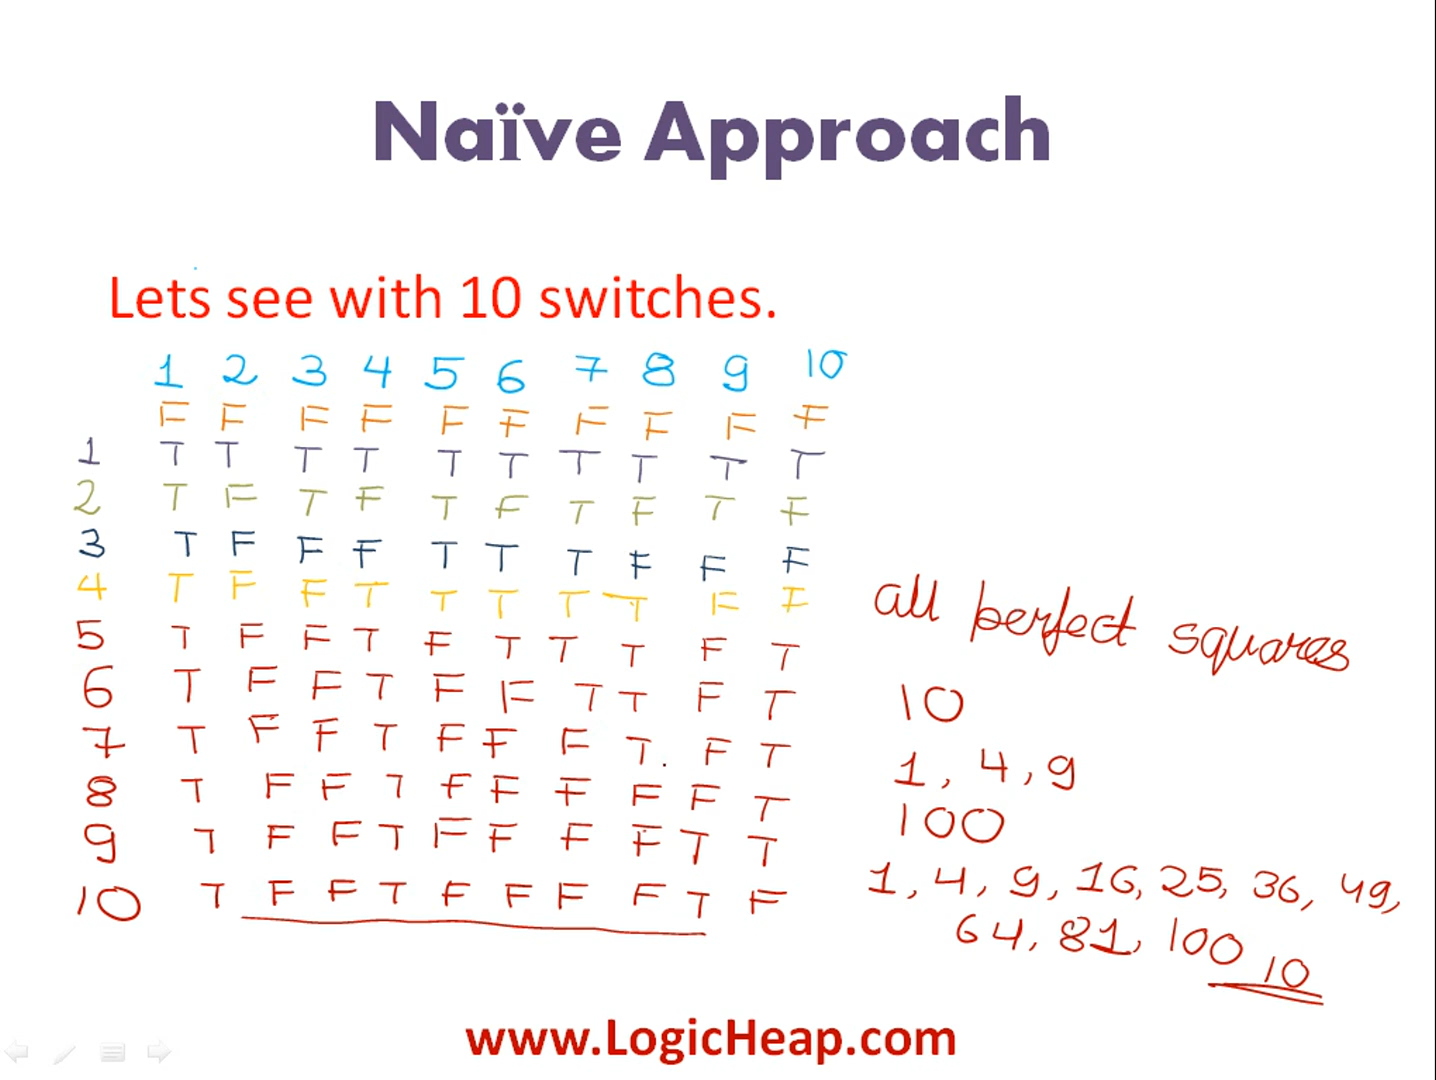 Naïve Approach
Lets see with 10 switches.
1 2 3 4 5 6 7 8 9 10
F F F F F F F F F F
1 T T T T T T T T T T
2 T F T F T F T F T F
3 T F F F T T T F F F
4 T F F T T T T T F F
5 T F F T F T T T F T
6 T F F T F F T T F T
7 T F F T F F F T. F T
8 T F F T F F F F F T
9 T F F T F F F F T T
10 T F F T F F F F T F
all perfect squares
10
1, 4, 9
100
1, 4, 9, 16, 25, 36, 49,
64, 81, 100
10
www.LogicHeap.com